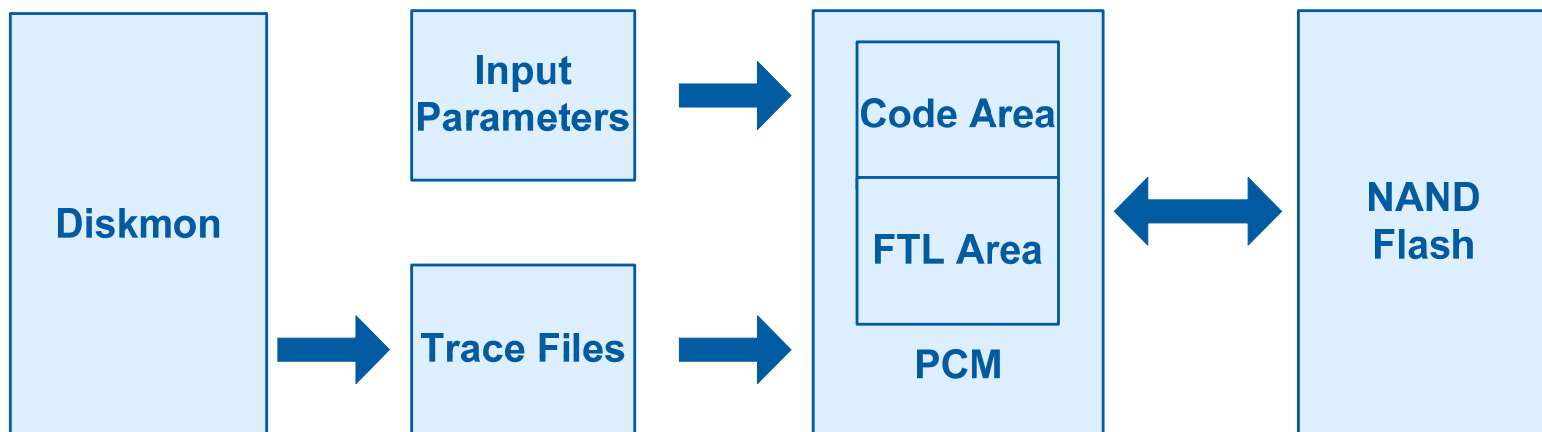 Diskmon
Input
Parameters
Trace Files
Code Area
FTL Area
PCM
NAND
Flash